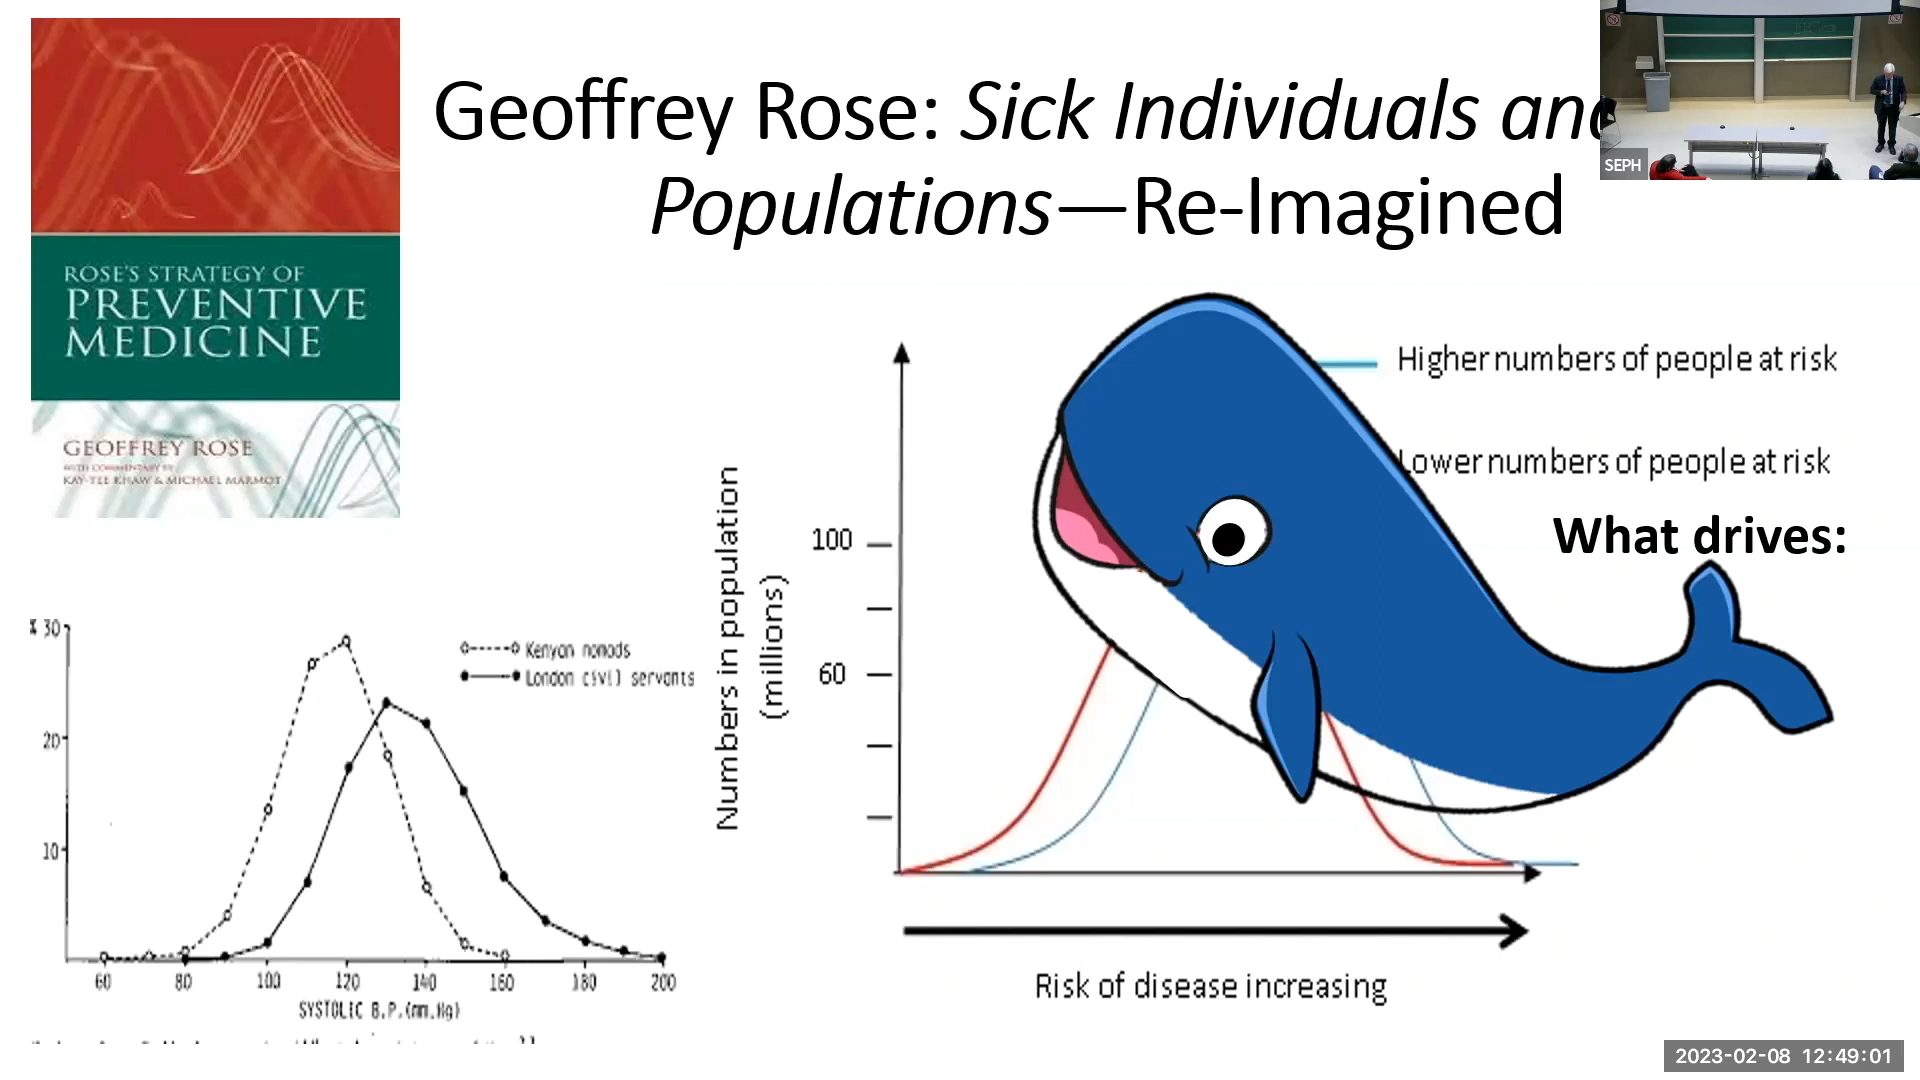 Geoffrey Rose: Sick Individuals and
Populations—Re-Imagined
SEPH
ROSE'S STRATEGY OF
PREVENTIVE
MEDICINE
GEOFFREY ROSE
WITH COMMENTARY BY
KAY-TEE KHAW & MICHAEL MARMOT
Higher numbers of people at risk
Lower numbers of people at risk
What drives:
Numbers in population
(millions)
100
60
Risk of disease increasing
% 30
20
10
Kenyan nomads
London civil servants
60 80 100 120 140 160 180 200
SYSTOLIC B.P.(mm.Hg)
2023-02-08 12:49:01